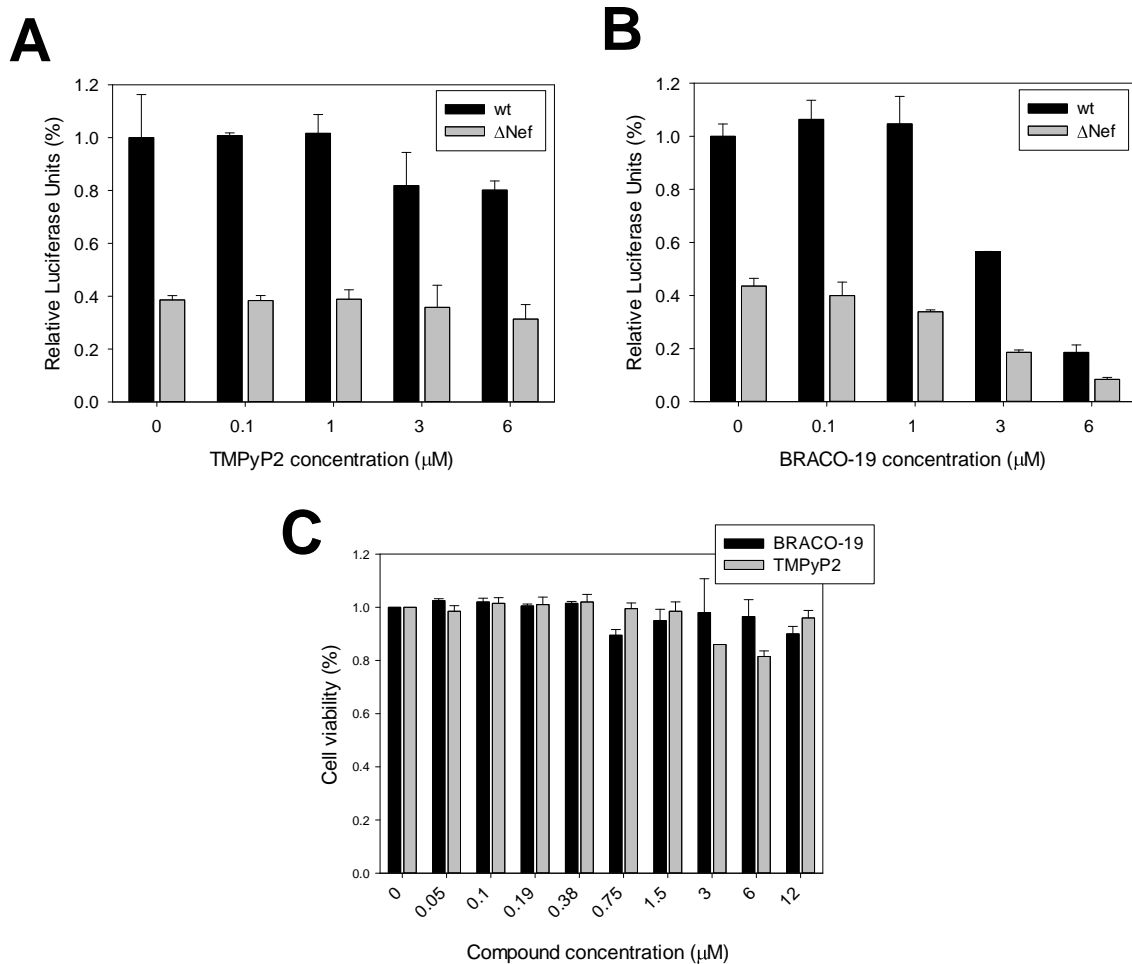 A
Relative Luciferase Units (%)
1.2
1.0
0.8
0.6
0.4
0.2
0.0
wt
ΔNef
0 0.1 1 3 6
TMPyP2 concentration (μM)
B
Relative Luciferase Units (%)
1.2
1.0
0.8
0.6
0.4
0.2
0.0
wt
ΔNef
0 0.1 1 3 6
BRACO-19 concentration (μM)
C
Cell viability (%)
1.2
1.0
0.8
0.6
0.4
0.2
0.0
BRACO-19
TMPyP2
0 0.05 0.1 0.19 0.38 0.75 1.5 3 6 12
Compound concentration (μM)